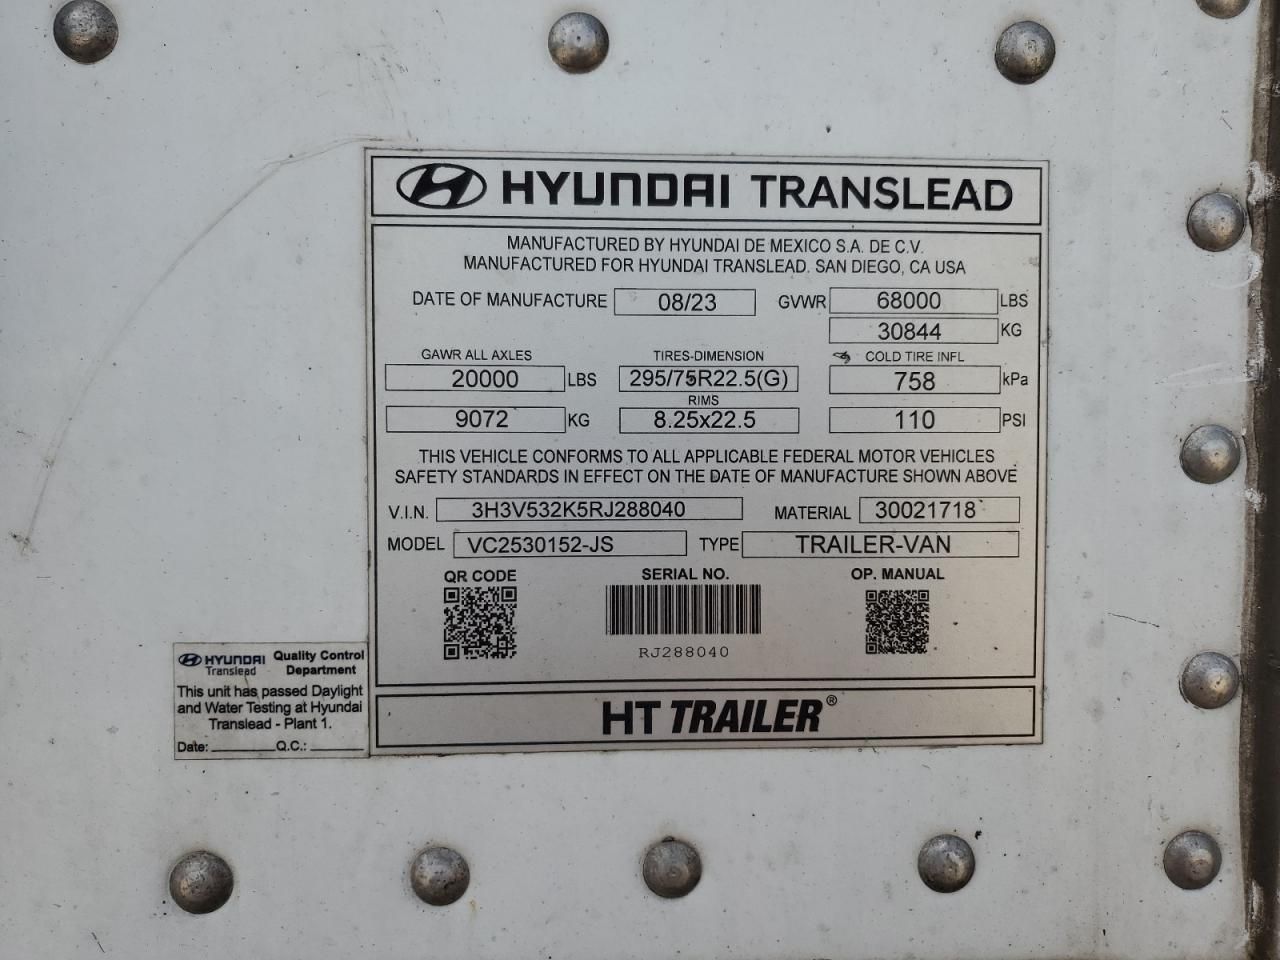 HYUNDAI TRANSLEAD
MANUFACTURED BY HYUNDAI DE MEXICO S.A. DE C.V.
MANUFACTURED FOR HYUNDAI TRANSLEAD. SAN DIEGO, CA USA
DATE OF MANUFACTURE 08/23 GVWR 68000 LBS
30844 KG
GAWR ALL AXLES TIRES-DIMENSION COLD TIRE INFL
20000 LBS 295/75R22.5(G) 758 kPa
RIMS
9072 KG 8.25x22.5 110 PSI
THIS VEHICLE CONFORMS TO ALL APPLICABLE FEDERAL MOTOR VEHICLES
SAFETY STANDARDS IN EFFECT ON THE DATE OF MANUFACTURE SHOWN ABOVE
V.I.N. 3H3V532K5RJ288040 MATERIAL 30021718
MODEL VC2530152-JS TYPE TRAILER-VAN
QR CODE SERIAL NO. OP. MANUAL
RJ288040
HT TRAILER®
HYUNDAI Quality Control
Translead Department
This unit has passed Daylight
and Water Testing at Hyundai
Translead - Plant 1.
Date: Q.C.: